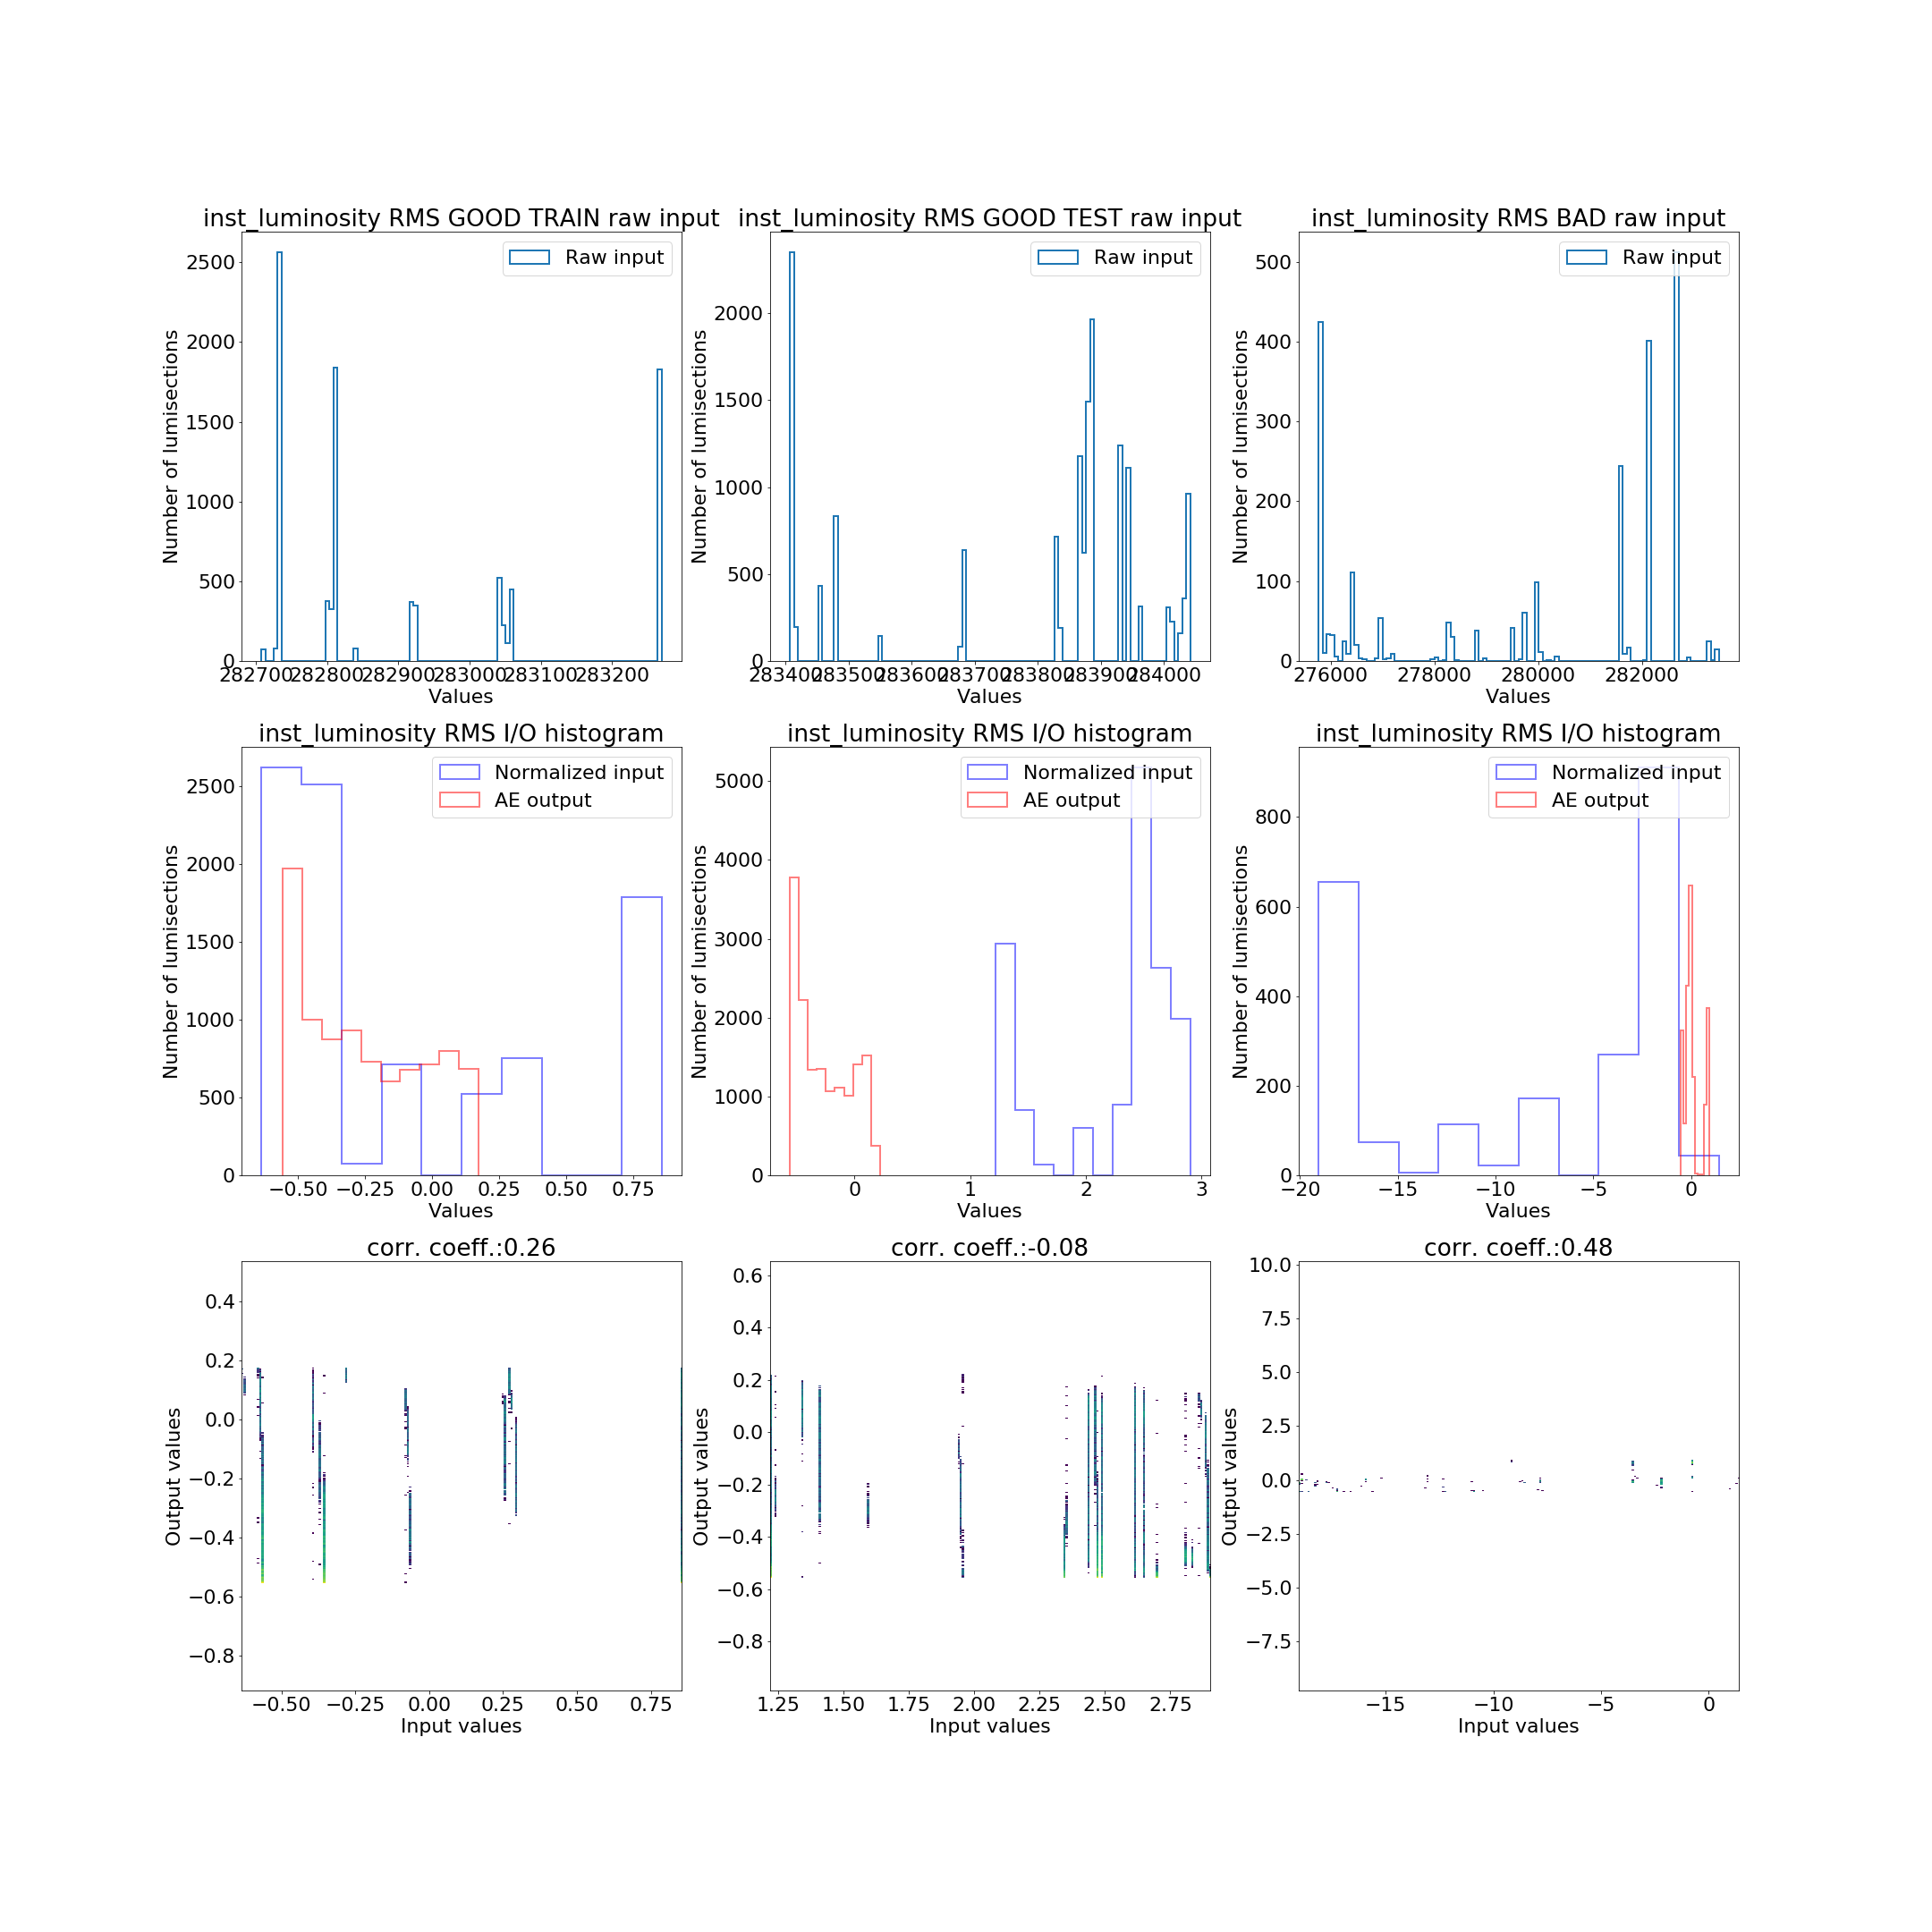 inst_luminosity RMS GOOD TRAIN raw input
Raw input
Number of lumisections
2500
2000
1500
1000
500
0
282700 282800 282900 283000 283100 283200
Values
inst_luminosity RMS GOOD TEST raw input
Raw input
Number of lumisections
2000
1500
1000
500
0
283400 283500 283600 283700 283800 283900 284000
Values
inst_luminosity RMS BAD raw input
Raw input
Number of lumisections
500
400
300
200
100
0
276000 278000 280000 282000
Values
inst_luminosity RMS I/O histogram
Normalized input
AE output
Number of lumisections
2500
2000
1500
1000
500
0
−0.50 −0.25 0.00 0.25 0.50 0.75
Values
inst_luminosity RMS I/O histogram
Normalized input
AE output
Number of lumisections
5000
4000
3000
2000
1000
0
0 1 2 3
Values
inst_luminosity RMS I/O histogram
Normalized input
AE output
Number of lumisections
800
600
400
200
0
−20 −15 −10 −5 0
Values
corr. coeff.:0.26
Output values
0.4
0.2
0.0
−0.2
−0.4
−0.6
−0.8
−0.50 −0.25 0.00 0.25 0.50 0.75
Input values
corr. coeff.:-0.08
Output values
0.6
0.4
0.2
0.0
−0.2
−0.4
−0.6
−0.8
1.25 1.50 1.75 2.00 2.25 2.50 2.75
Input values
corr. coeff.:0.48
Output values
10.0
7.5
5.0
2.5
0.0
−2.5
−5.0
−7.5
−15 −10 −5 0
Input values